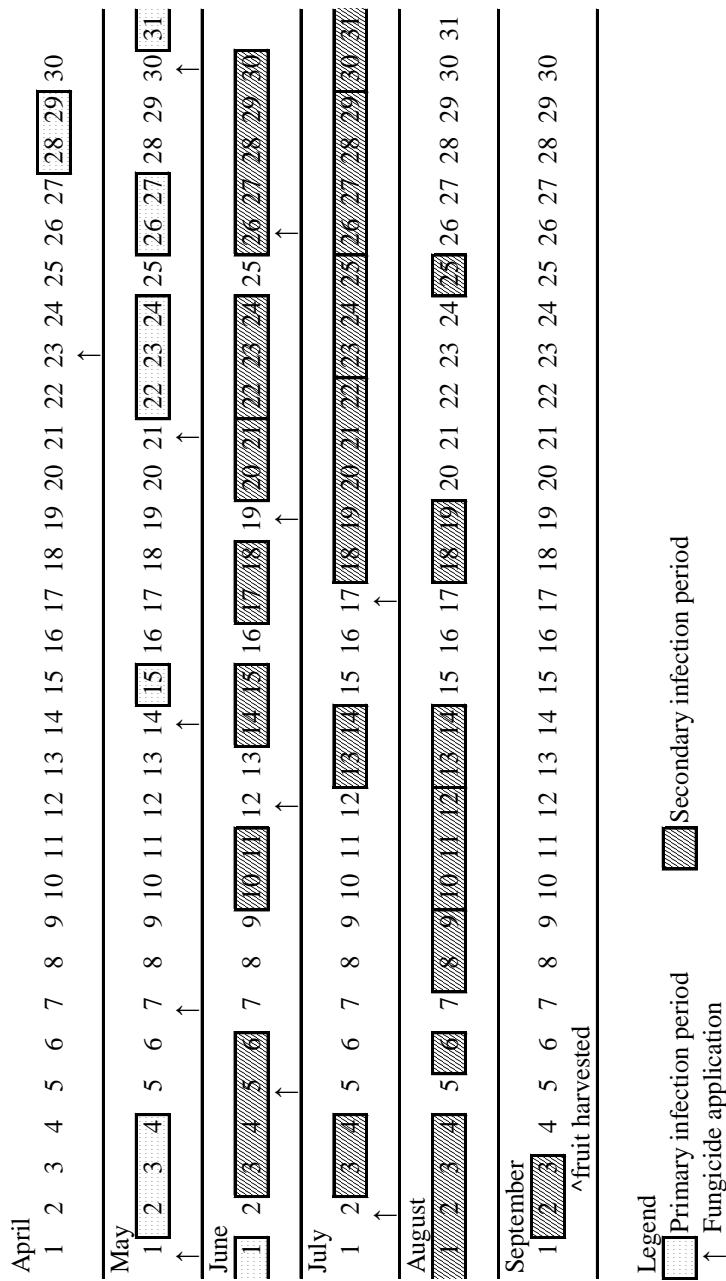 April
1 2 3 4 5 6 7 8 9 10 11 12 13 14 15 16 17 18 19 20 21 22 23 24 25 26 27 28 29 30
↑
May
1 2 3 4 5 6 7 8 9 10 11 12 13 14 15 16 17 18 19 20 21 22 23 24 25 26 27 28 29 30 31
↑ ↑ ↑ ↑ ↑
June
1 2 3 4 5 6 7 8 9 10 11 12 13 14 15 16 17 18 19 20 21 22 23 24 25 26 27 28 29 30
↑ ↑ ↑ ↑
July
1 2 3 4 5 6 7 8 9 10 11 12 13 14 15 16 17 18 19 20 21 22 23 24 25 26 27 28 29 30 31
↑ ↑
August
1 2 3 4 5 6 7 8 9 10 11 12 13 14 15 16 17 18 19 20 21 22 23 24 25 26 27 28 29 30 31
September
1 2 3 4 5 6 7 8 9 10 11 12 13 14 15 16 17 18 19 20 21 22 23 24 25 26 27 28 29 30
^fruit harvested
Legend
Primary infection period Secondary infection period
↑ Fungicide application